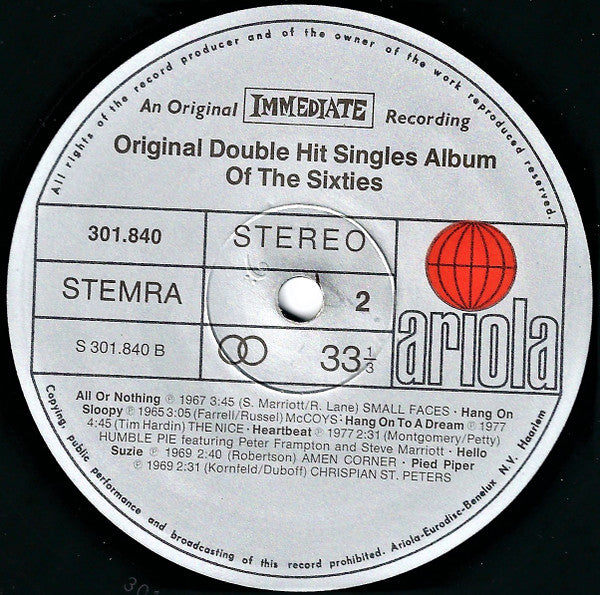 All rights of the record producer and of the owner of the work reproduced reserved.
An Original IMMEDIATE Recording
Original Double Hit Singles Album
Of The Sixties
301.840
STEREO
STEMRA
2
S 301.840 B
33 1/3
ariola
All Or Nothing ℗ 1967 3:45 (S. Marriott/R. Lane) SMALL FACES · Hang On
Sloopy ℗ 1965 3:05 (Farrell/Russel) McCOYS · Hang On To A Dream ℗ 1977
4:45 (Tim Hardin) THE NICE · Heartbeat ℗ 1977 2:31 (Montgomery/Petty)
HUMBLE PIE featuring Peter Frampton and Steve Marriott · Hello
Suzie ℗ 1969 2:40 (Robertson) AMEN CORNER · Pied Piper
℗ 1969 2:31 (Kornfeld/Duboff) CHRISPIAN ST. PETERS
Copying, public performance and broadcasting of this record prohibited. Ariola-Eurodisc-Benelux N.V. Haarlem